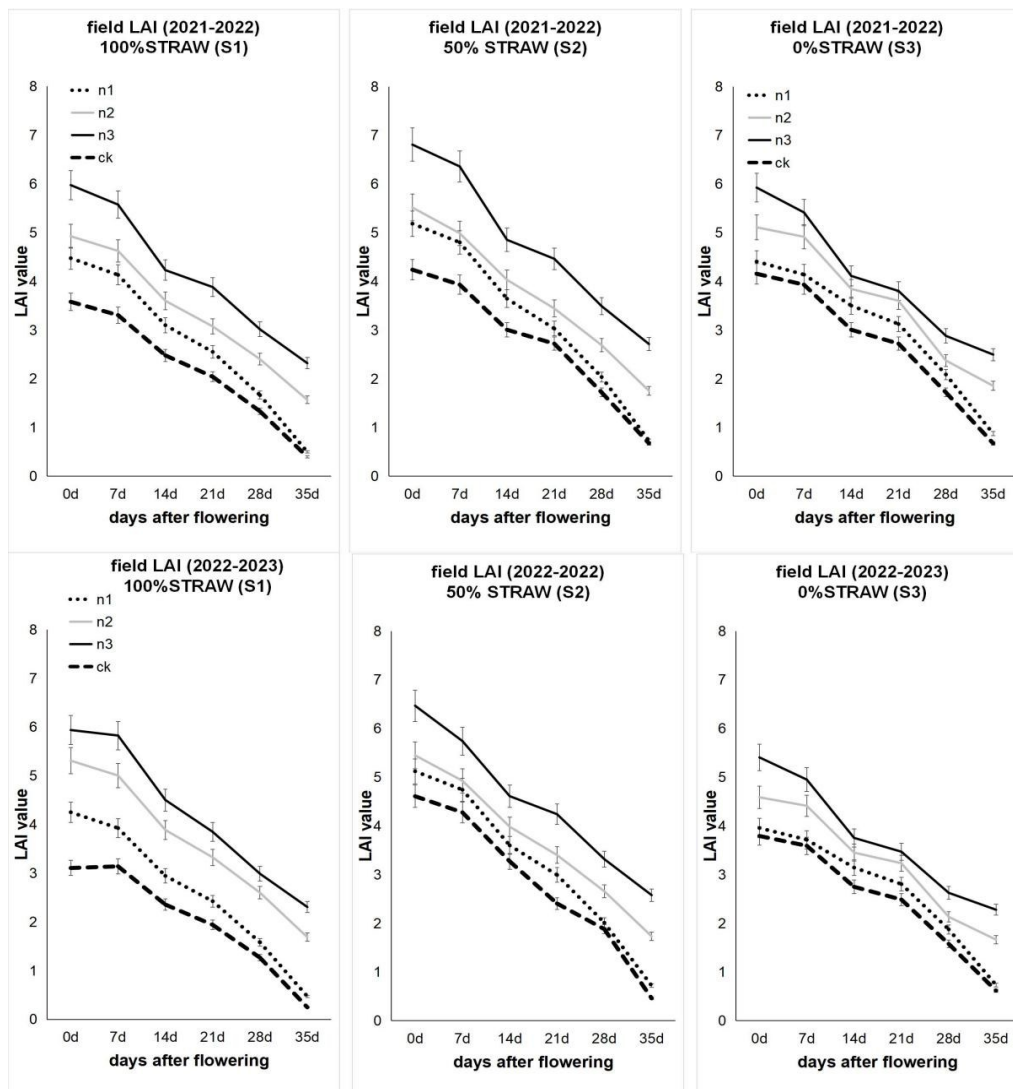 field LAI (2021-2022)
100%STRAW (S1)
8
7
6
5
4
3
2
1
0
LAI value
n1
n2
n3
ck
0d 7d 14d 21d 28d 35d
days after flowering
field LAI (2021-2022)
50% STRAW (S2)
8
7
6
5
4
3
2
1
0
LAI value
0d 7d 14d 21d 28d 35d
days after flowering
field LAI (2021-2022)
0%STRAW (S3)
8
7
6
5
4
3
2
1
0
LAI value
n1
n2
n3
ck
0d 7d 14d 21d 28d 35d
days after flowering
field LAI (2022-2023)
100%STRAW (S1)
8
7
6
5
4
3
2
1
0
LAI value
n1
n2
n3
ck
0d 7d 14d 21d 28d 35d
days after flowering
field LAI (2022-2022)
50% STRAW (S2)
8
7
6
5
4
3
2
1
0
LAI value
0d 7d 14d 21d 28d 35d
days after flowering
field LAI (2022-2023)
0%STRAW (S3)
8
7
6
5
4
3
2
1
0
LAI value
0d 7d 14d 21d 28d 35d
days after flowering